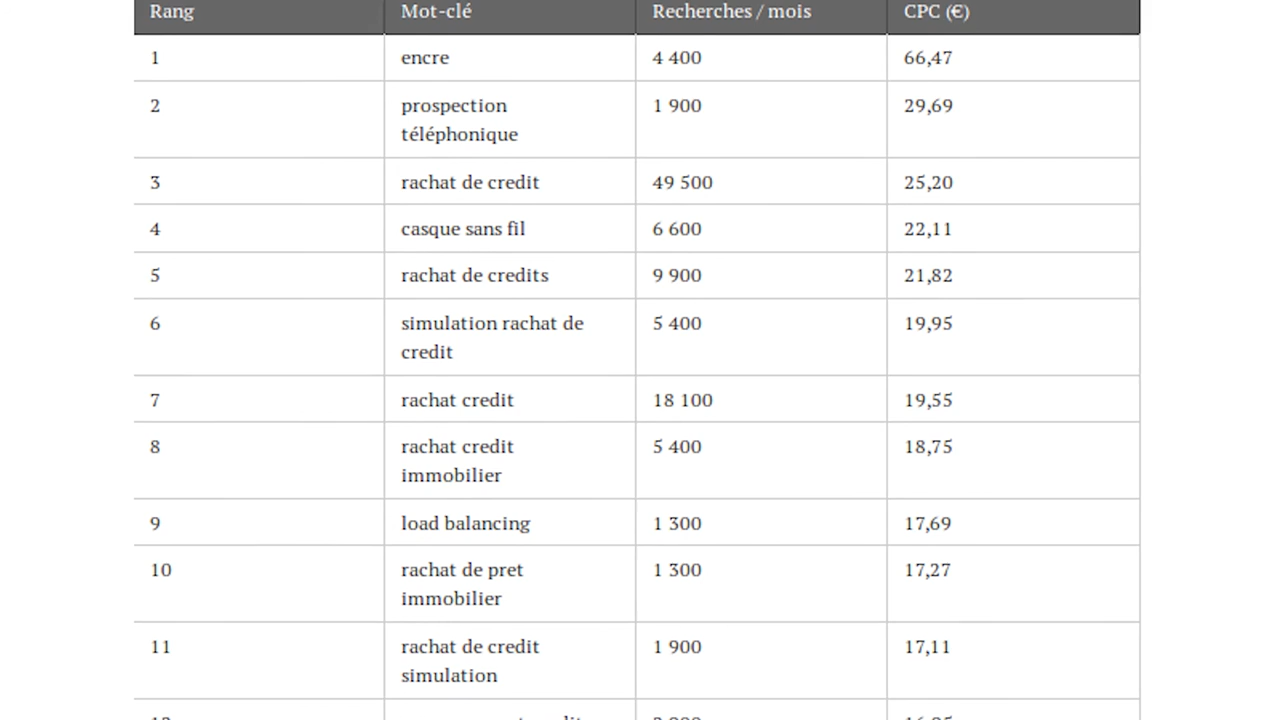 Rang Mot-clé Recherches / mois CPC (€)
1 encre 4 400 66,47
2 prospection 1 900 29,69
téléphonique
3 rachat de credit 49 500 25,20
4 casque sans fil 6 600 22,11
5 rachat de credits 9 900 21,82
6 simulation rachat de 5 400 19,95
credit
7 rachat credit 18 100 19,55
8 rachat credit 5 400 18,75
immobilier
9 load balancing 1 300 17,69
10 rachat de pret 1 300 17,27
immobilier
11 rachat de credit 1 900 17,11
simulation